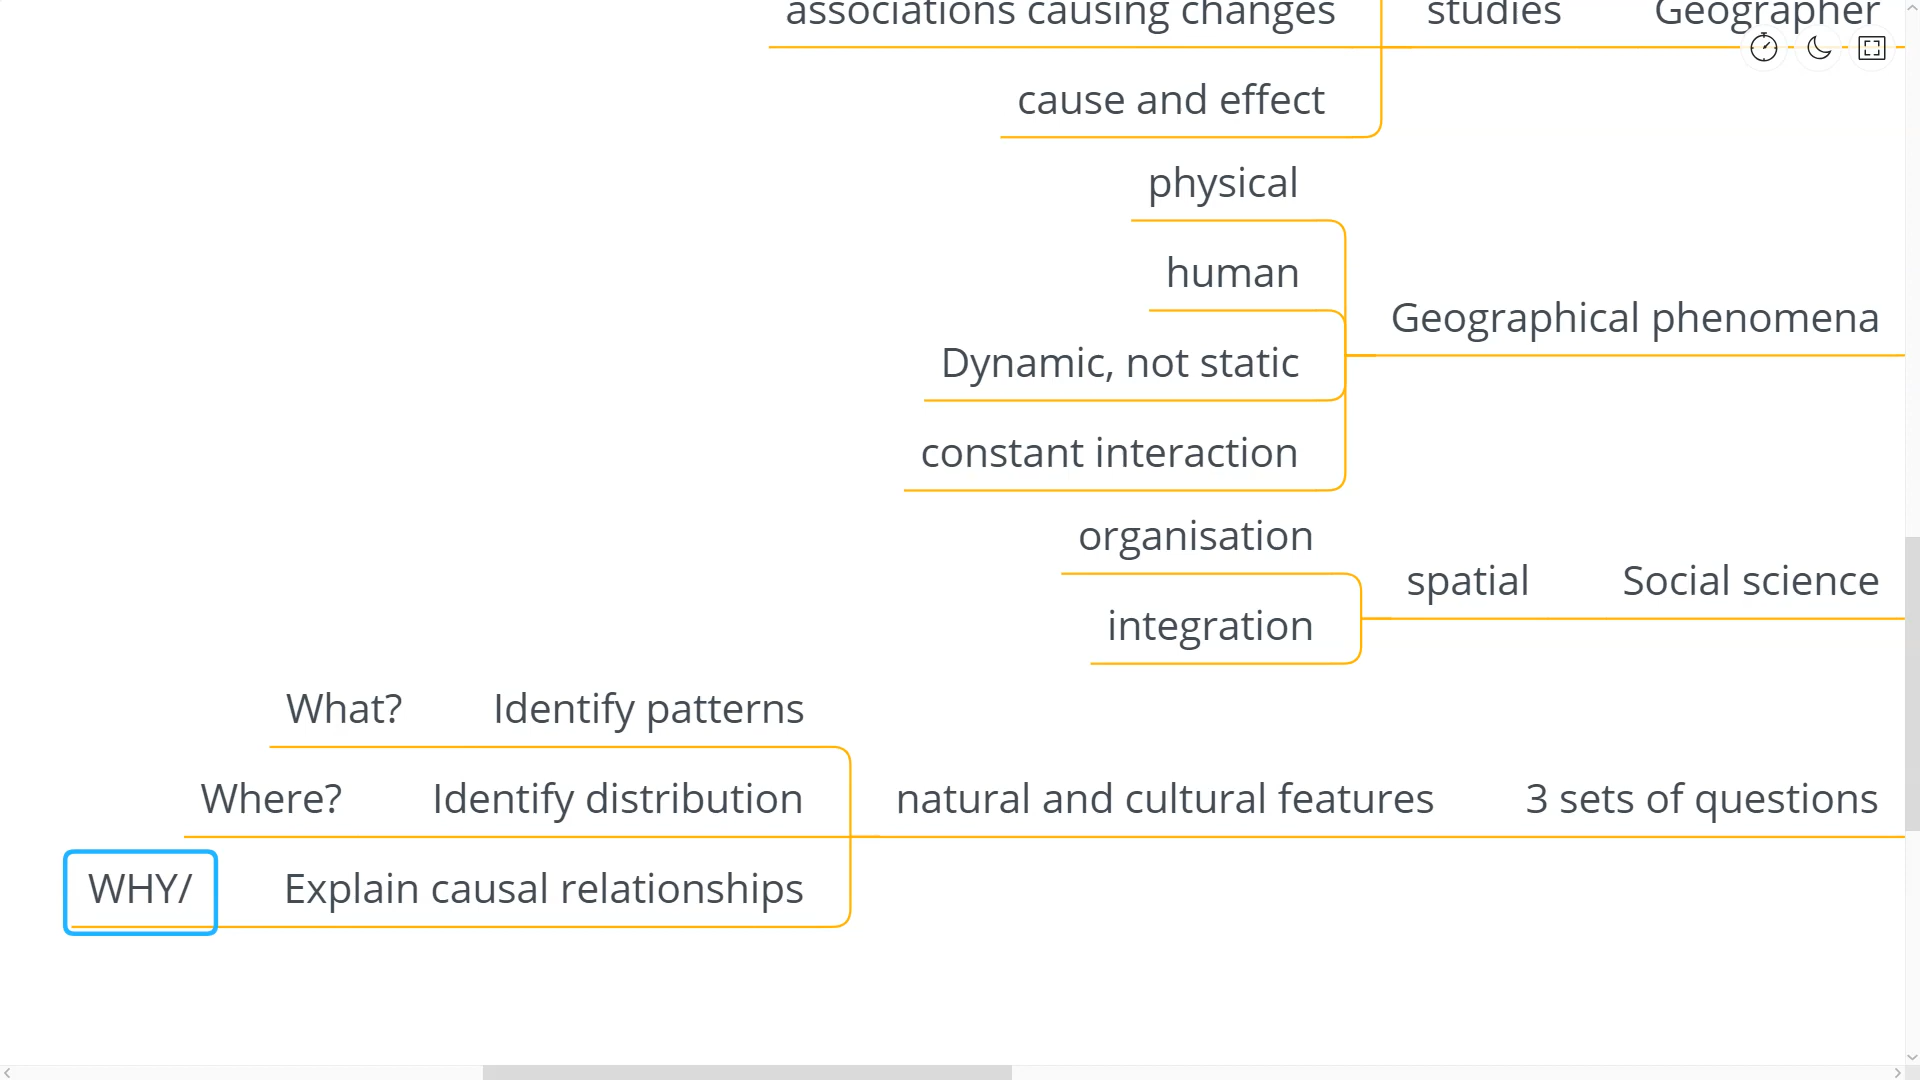 associations causing changes studies Geographer
cause and effect
physical
human
Geographical phenomena
Dynamic, not static
constant interaction
organisation
spatial Social science
integration
What? Identify patterns
Where? Identify distribution natural and cultural features 3 sets of questions
WHY/ Explain causal relationships